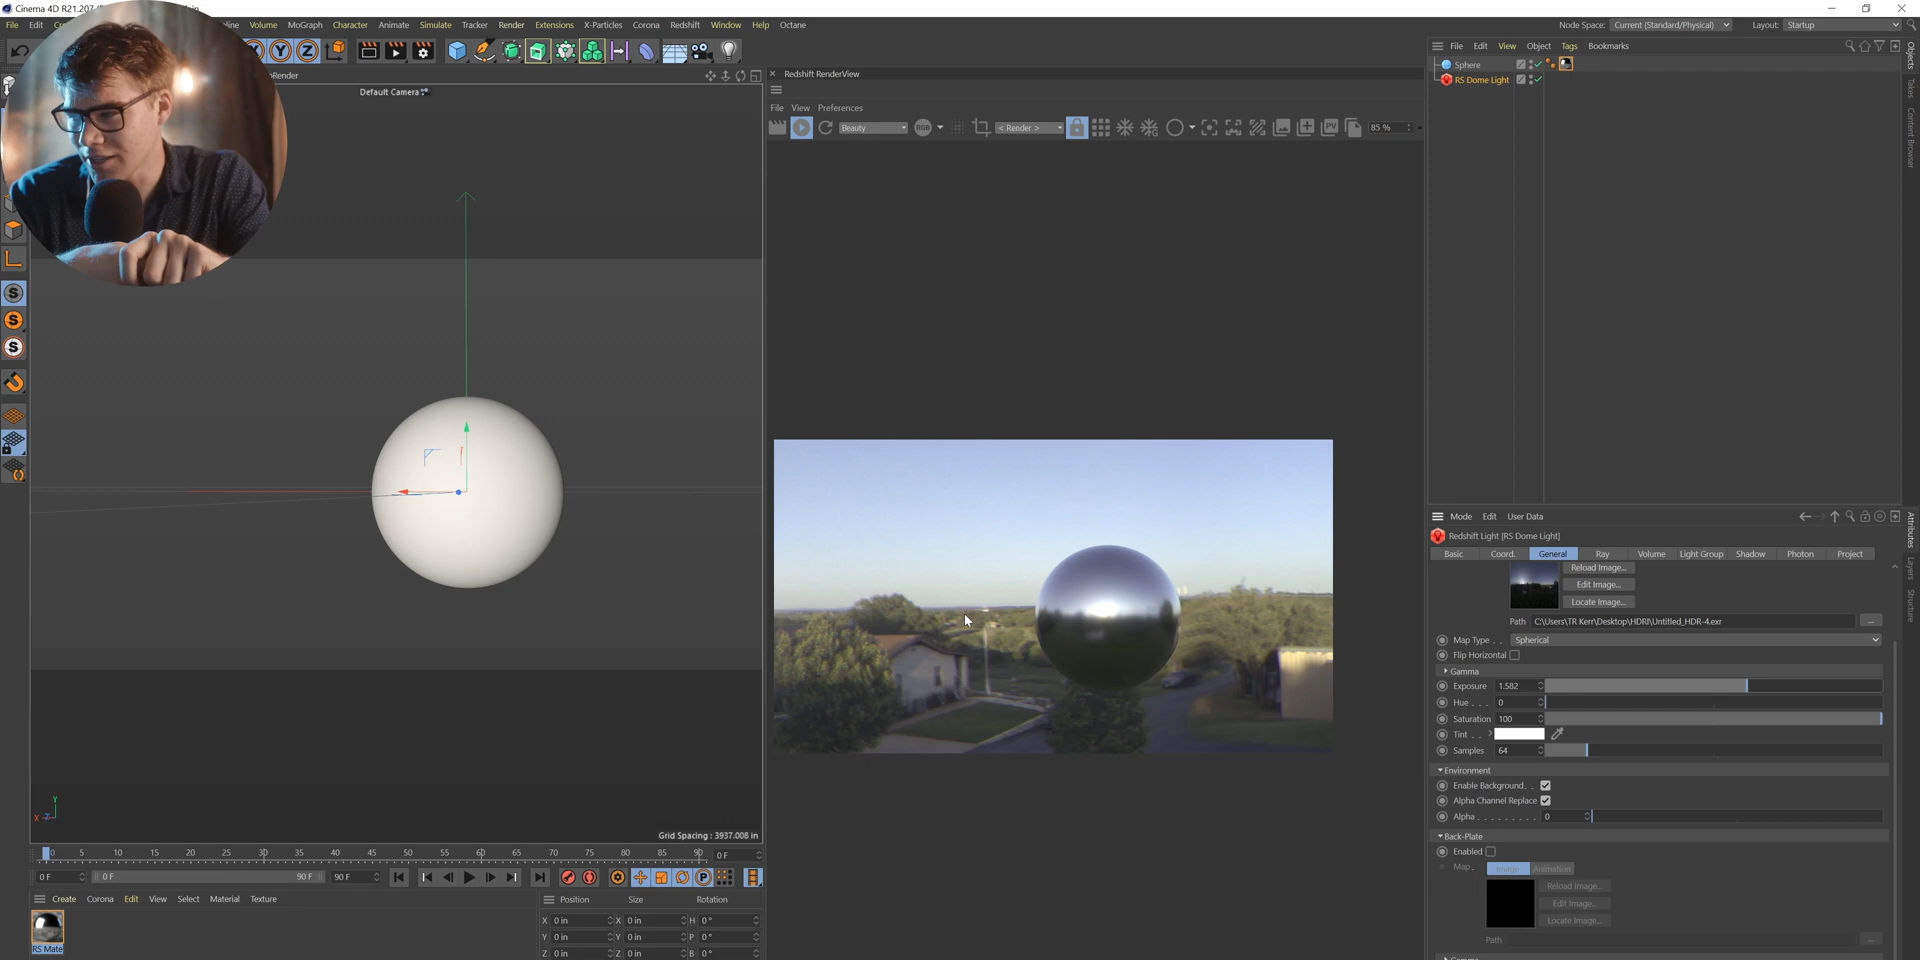 Cinema 4D R21.207
File Edit Volume MoGraph Character Animate Simulate Tracker Render Extensions X-Particles Corona Redshift Window Help Octane
Node Space: Current (Standard/Physical) Layout: Startup
Default Camera
Redshift RenderView
File View Preferences
Beauty RGB < Render > PV 85 %
File Edit View Object Tags Bookmarks
Sphere
RS Dome Light
Objects
Takes
Content Browser
Mode Edit User Data
Redshift Light [RS Dome Light]
Basic Coord. General Ray Volume Light Group Shadow Photon Project
Reload Image...
Edit Image...
Locate Image...
Path C:\Users\TR Kerr\Desktop\HDRI\Untitled_HDR-4.exr ...
Map Type . . Spherical
Flip Horizontal
Gamma
Exposure 1.582
Hue . . . 0
Saturation 100
Tint . . >
Samples 64
Environment
Enable Background. .
Alpha Channel Replace
Alpha . . . . . . . . . 0
Back-Plate
Enabled
Map . Image Animation
Reload Image...
Edit Image...
Locate Image...
Path ...
Attributes
Layers
Structure
Y
X Z
Grid Spacing : 3937.008 in
0 5 10 15 20 25 30 35 40 45 50 55 60 65 70 75 80 85 90 0 F
0 F 0 F 90 F 90 F
Create Corona Edit View Select Material Texture
RS Mate
Position Size Rotation
X 0 in X 0 in H 0 °
Y 0 in Y 0 in P 0 °
Z 0 in Z 0 in B 0 °